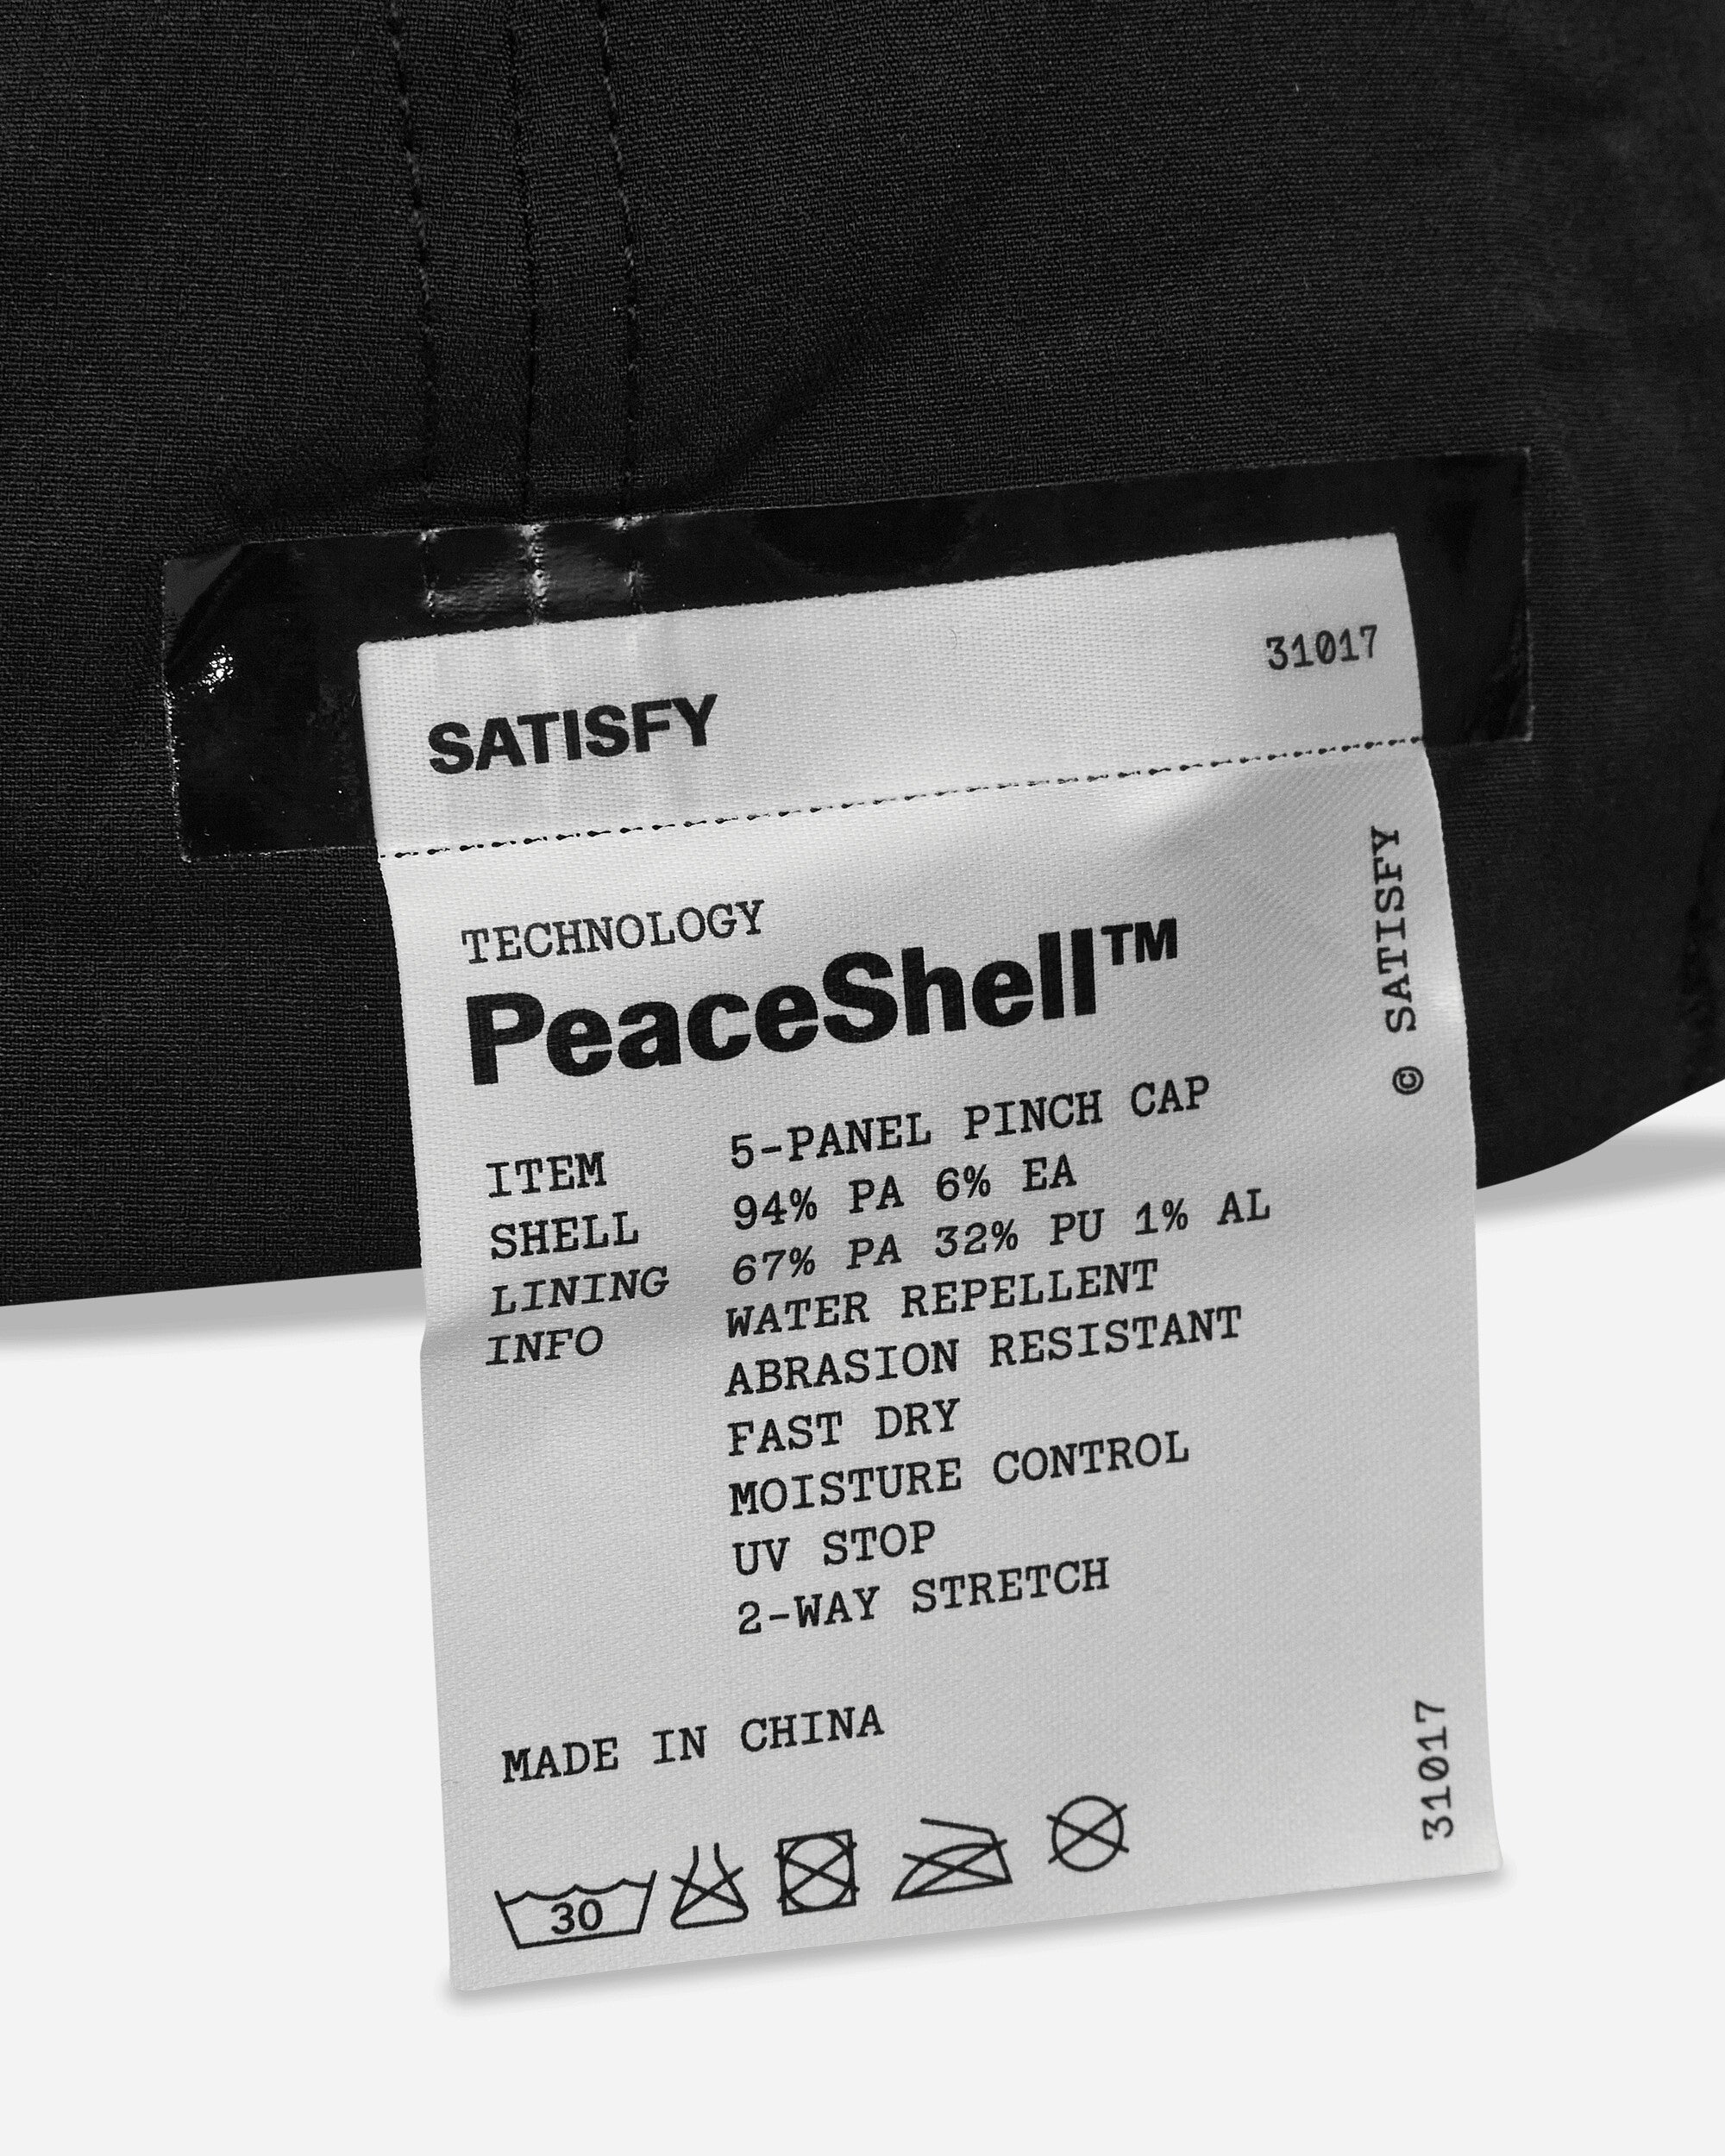 31017
SATISFY
TECHNOLOGY
PeaceShell™
© SATISFY
ITEM 5-PANEL PINCH CAP
SHELL 94% PA 6% EA
LINING 67% PA 32% PU 1% AL
INFO WATER REPELLENT
ABRASION RESISTANT
FAST DRY
MOISTURE CONTROL
UV STOP
2-WAY STRETCH
MADE IN CHINA
31017
30